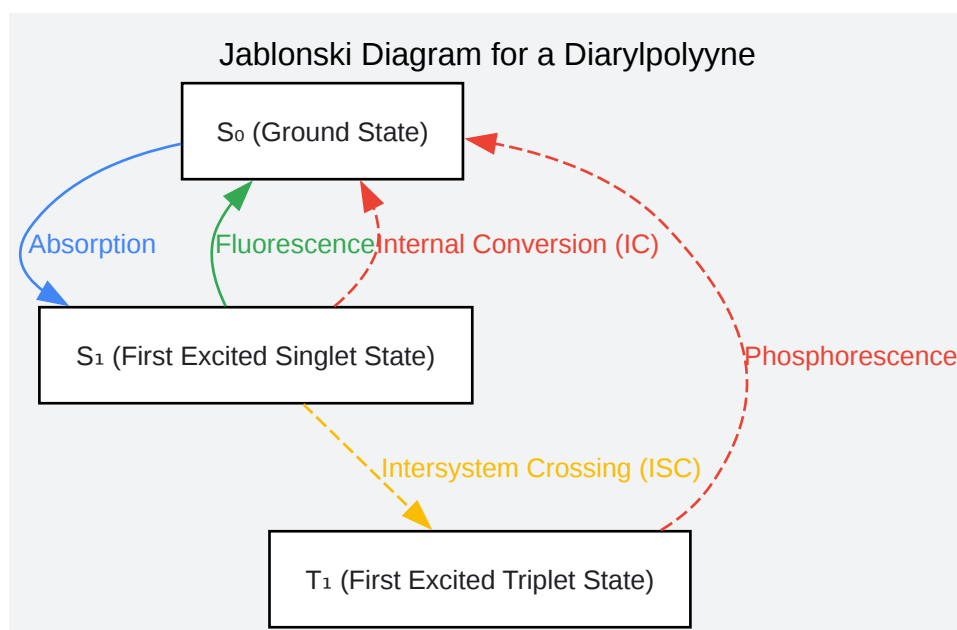 Jablonski Diagram for a Diarylpolyyne
S₀ (Ground State)
Absorption
Fluorescence
Internal Conversion (IC)
S₁ (First Excited Singlet State)
Phosphorescence
Intersystem Crossing (ISC)
T₁ (First Excited Triplet State)